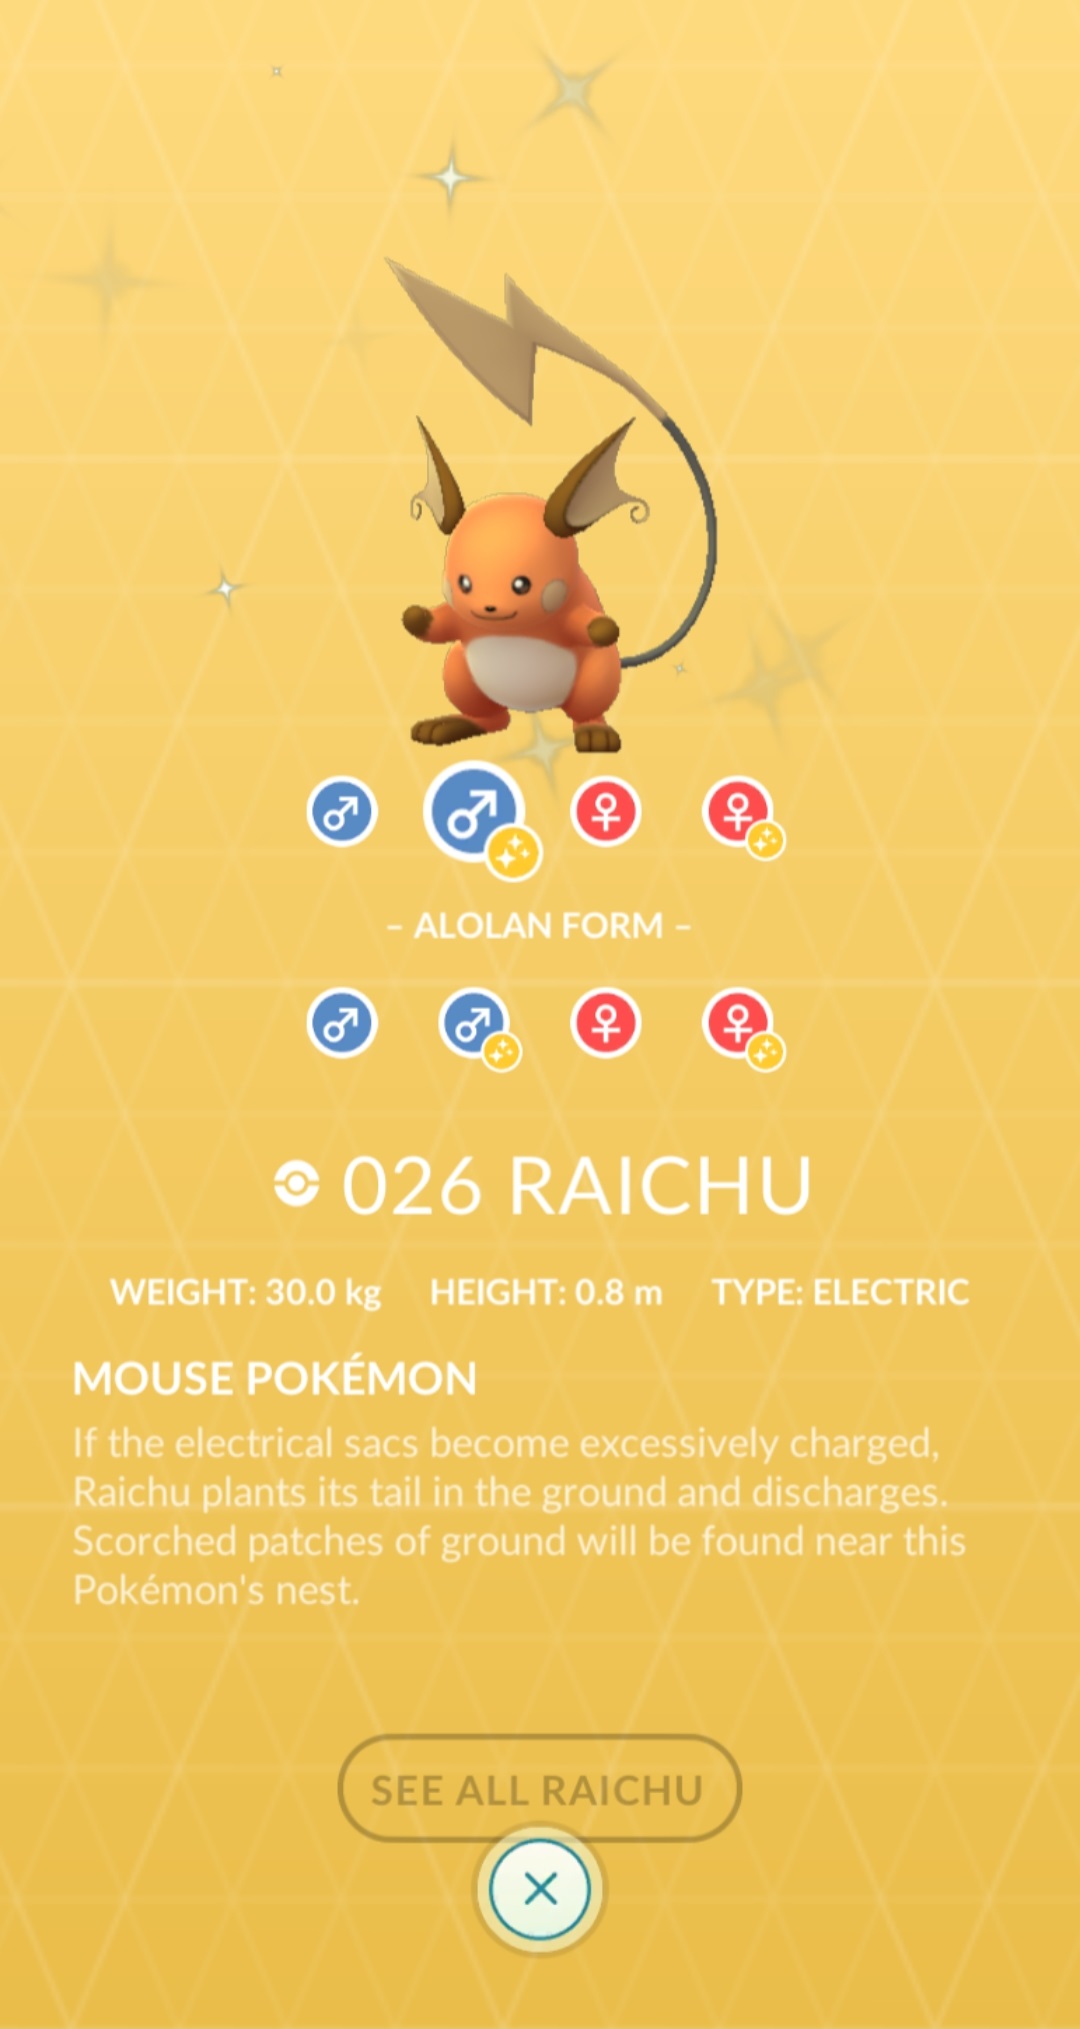 – ALOLAN FORM –
026 RAICHU
WEIGHT: 30.0 kg HEIGHT: 0.8 m TYPE: ELECTRIC
MOUSE POKÉMON
If the electrical sacs become excessively charged,
Raichu plants its tail in the ground and discharges.
Scorched patches of ground will be found near this
Pokémon's nest.
SEE ALL RAICHU